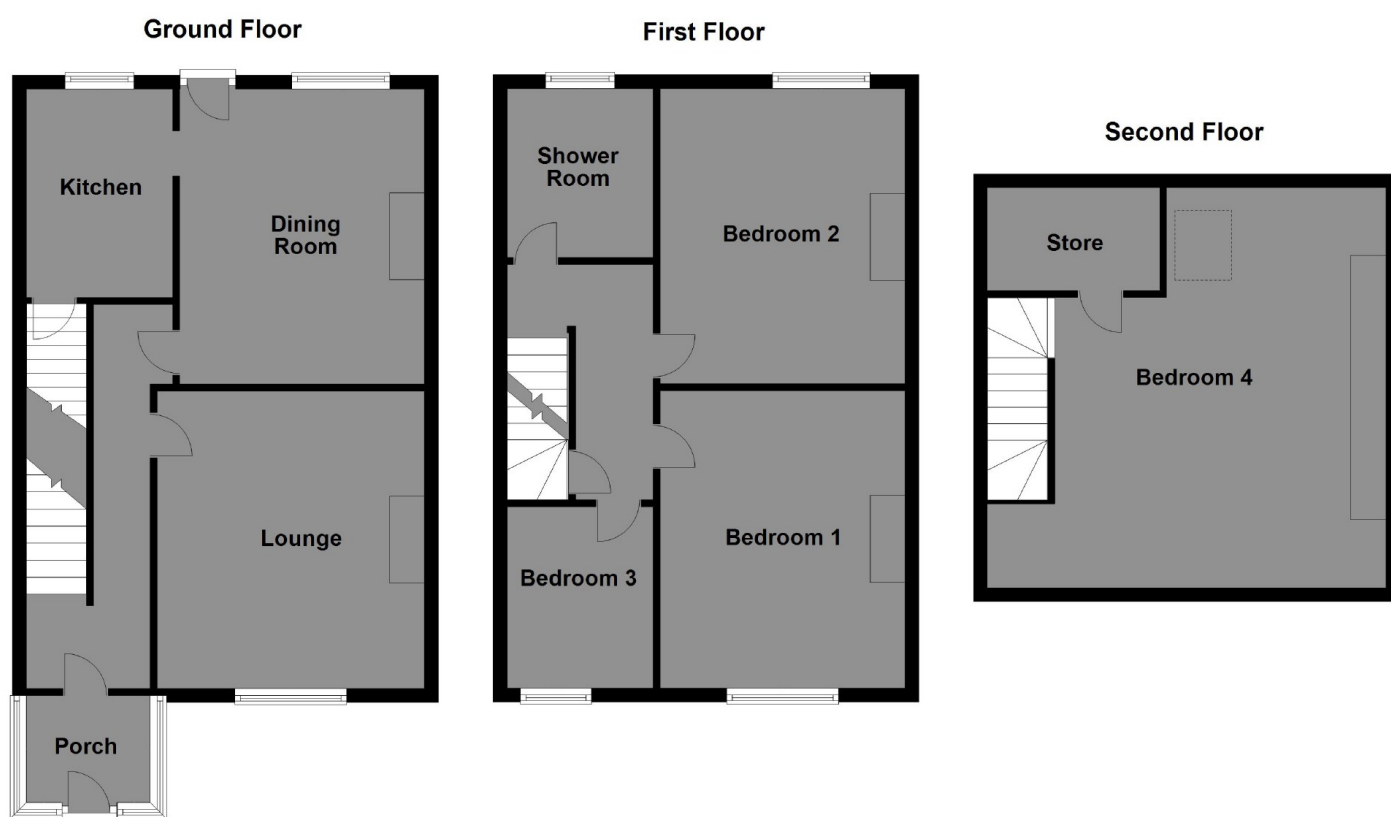 Ground Floor
Kitchen
Dining
Room
Lounge
Porch
First Floor
Shower
Room
Bedroom 2
Bedroom 1
Bedroom 3
Second Floor
Store
Bedroom 4